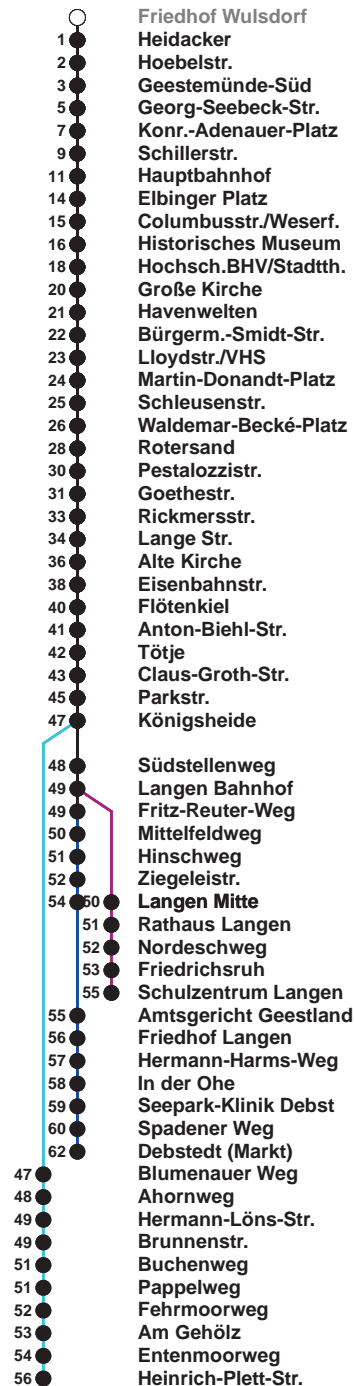 Friedhof Wulsdorf
1 Heidacker
2 Hoebelstr.
3 Geestemünde-Süd
5 Georg-Seebeck-Str.
7 Konr.-Adenauer-Platz
9 Schillerstr.
11 Hauptbahnhof
14 Elbinger Platz
15 Columbusstr./Weserf.
16 Historisches Museum
18 Hochsch.BHV/Stadtth.
20 Große Kirche
21 Havenwelten
22 Bürgerm.-Smidt-Str.
23 Lloydstr./VHS
24 Martin-Donandt-Platz
25 Schleusenstr.
26 Waldemar-Becké-Platz
28 Rotersand
30 Pestalozzistr.
31 Goethestr.
33 Rickmersstr.
34 Lange Str.
36 Alte Kirche
38 Eisenbahnstr.
40 Flötenkiel
41 Anton-Biehl-Str.
42 Tötje
43 Claus-Groth-Str.
45 Parkstr.
47 Königsheide
48 Südstellenweg
49 Langen Bahnhof
49 Fritz-Reuter-Weg
50 Mittelfeldweg
51 Hinschweg
52 Ziegeleistr.
54 50 Langen Mitte
51 Rathaus Langen
52 Nordeschweg
53 Friedrichsruh
55 Schulzentrum Langen
55 Amtsgericht Geestland
56 Friedhof Langen
57 Hermann-Harms-Weg
58 In der Ohe
59 Seepark-Klinik Debst
60 Spadener Weg
62 Debstedt (Markt)
47 Blumenauer Weg
48 Ahornweg
49 Hermann-Löns-Str.
49 Brunnenstr.
51 Buchenweg
51 Pappelweg
52 Fehrmoorweg
53 Am Gehölz
54 Entenmoorweg
56 Heinrich-Plett-Str.